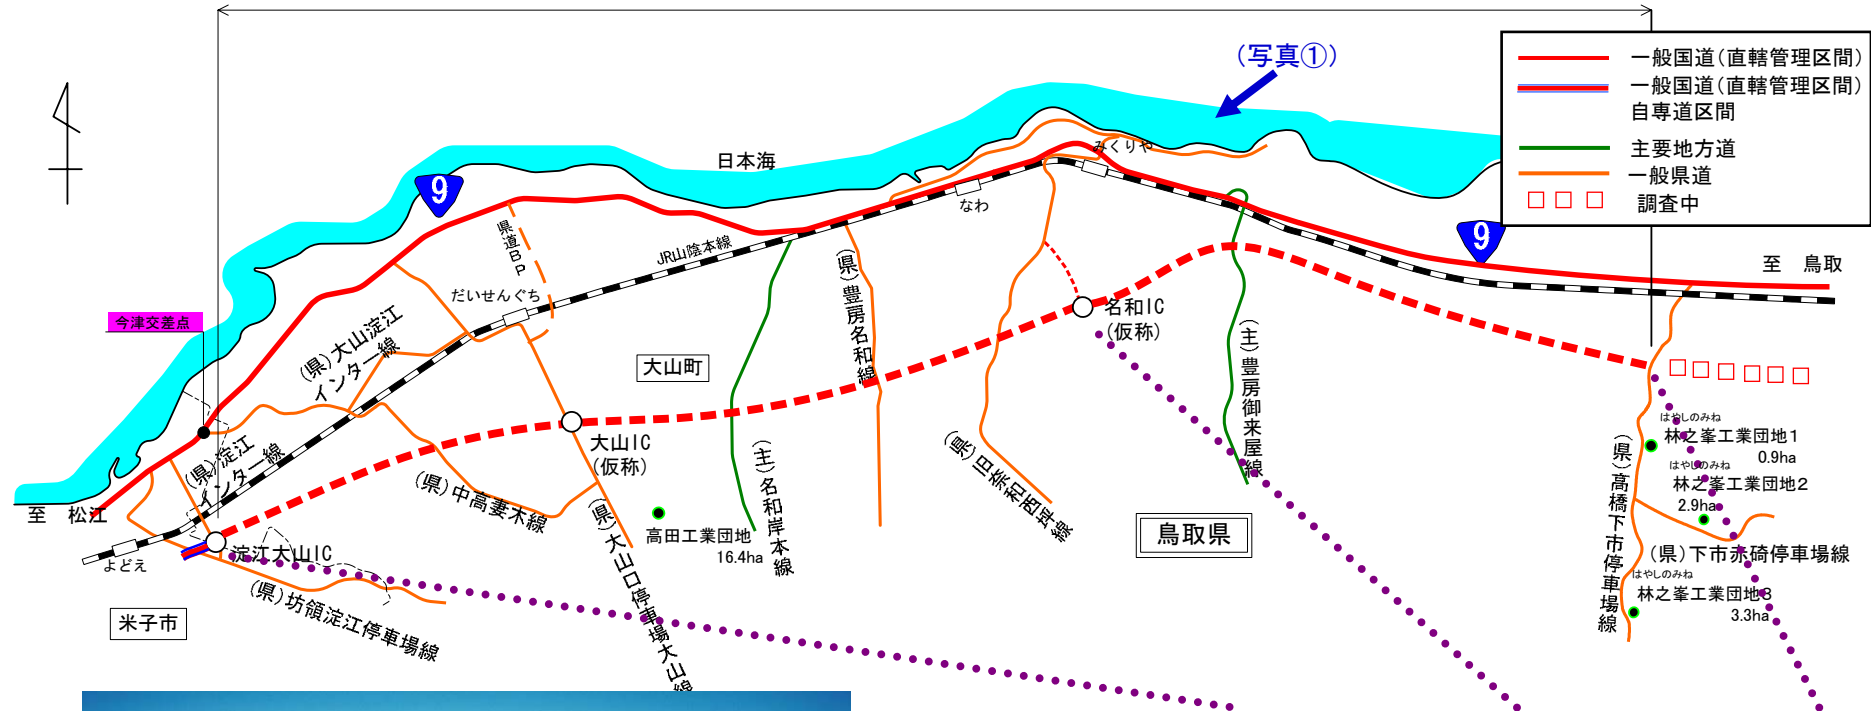 (写真①)
一般国道(直轄管理区間)
一般国道(直轄管理区間)
自専道区間
主要地方道
一般県道
調査中
日本海
みくりや
9
なわ
県道BP
JR山陰本線
9
至 鳥取
だいせんぐち
今津交差点
(県)大山淀江
インター線
大山町
(県)豊房名和線
名和IC
(仮称)
(主)豊房御来屋線
大山IC
(仮称)
(県)淀江
インター線
(県)中高妻木線
(県)大山口停車場大山線
高田工業団地
16.4ha
(主)名和岸本線
(県)旧奈和西坪線
鳥取県
はやしのみね
林之峯工業団地1
0.9ha
はやしのみね
林之峯工業団地2
2.9ha
(県)高橋下市停車場線
(県)下市赤碕停車場線
はやしのみね
林之峯工業団地3
3.3ha
至 松江
よどえ
淀江大山IC
(県)坊領淀江停車場線
米子市